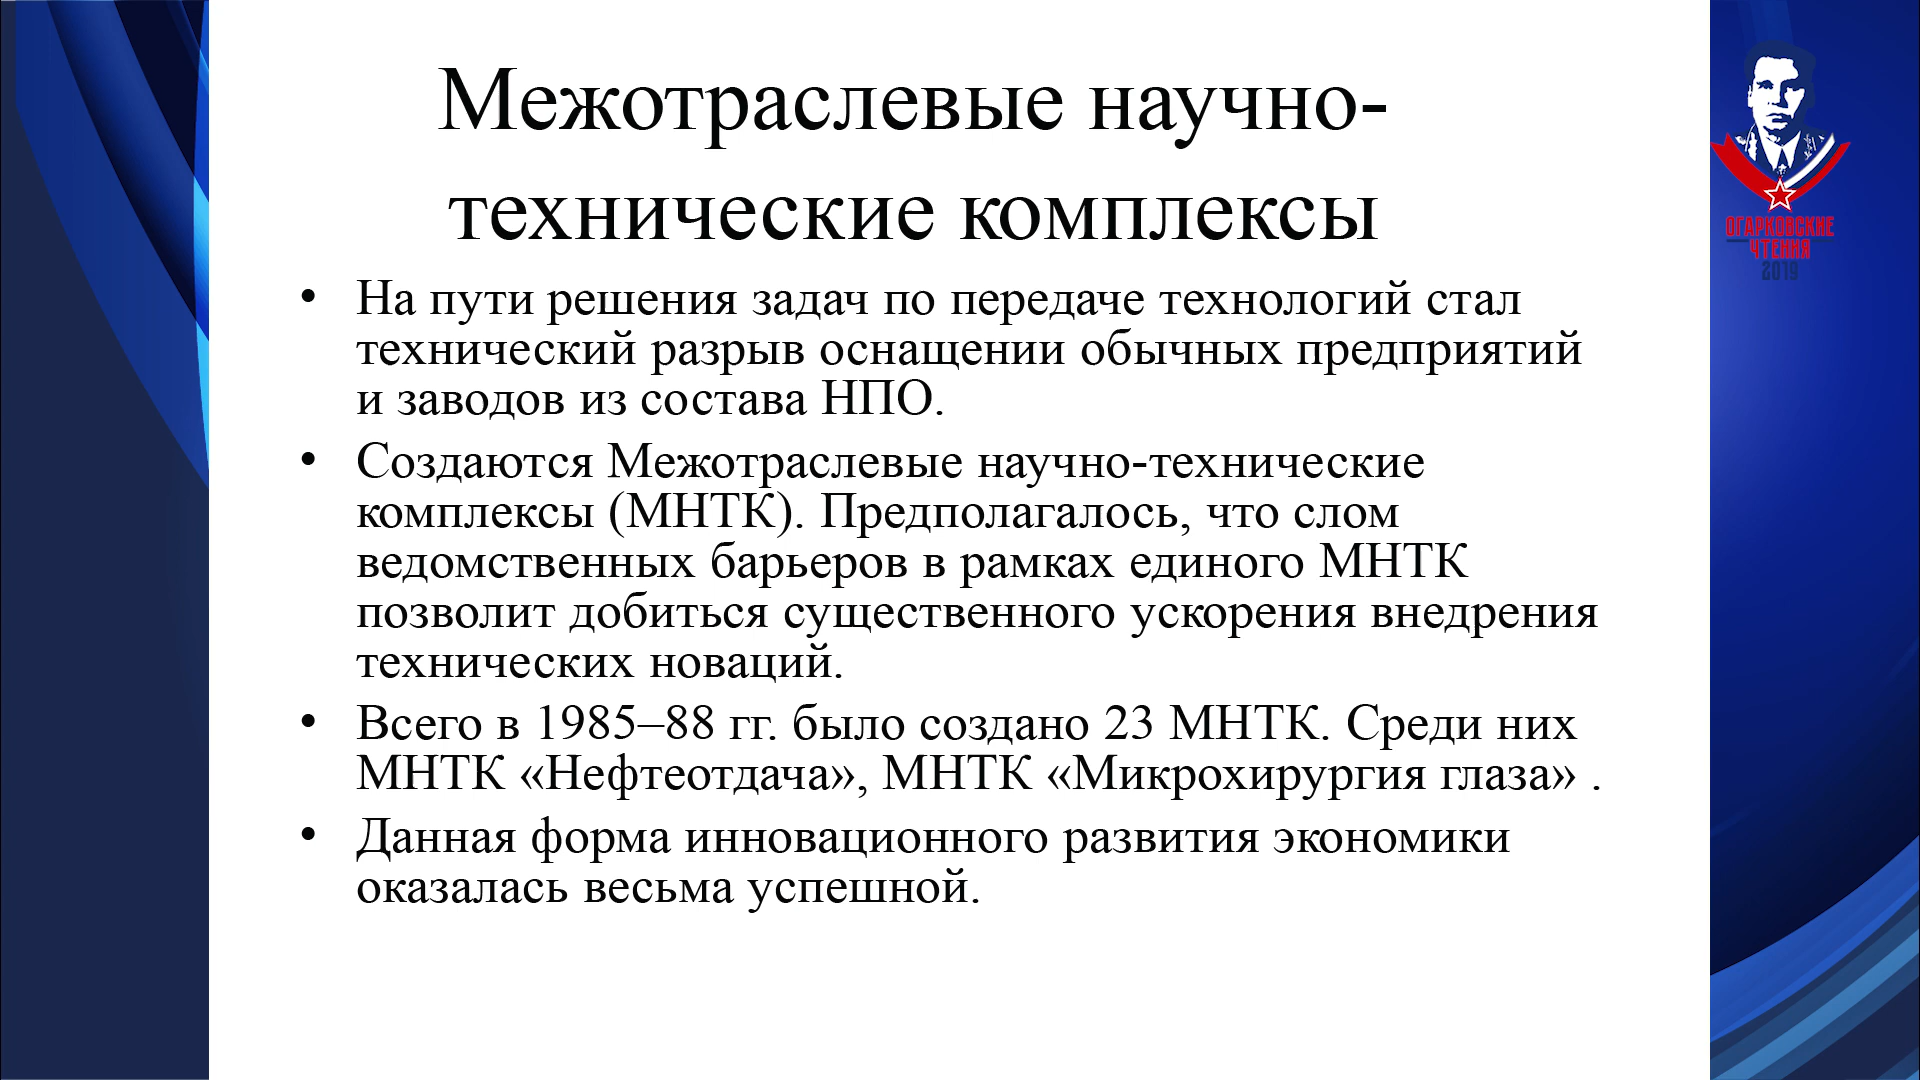 Межотраслевые научно-
технические комплексы
• На пути решения задач по передаче технологий стал
технический разрыв оснащении обычных предприятий
и заводов из состава НПО.
• Создаются Межотраслевые научно-технические
комплексы (МНТК). Предполагалось, что слом
ведомственных барьеров в рамках единого МНТК
позволит добиться существенного ускорения внедрения
технических новаций.
• Всего в 1985–88 гг. было создано 23 МНТК. Среди них
МНТК «Нефтеотдача», МНТК «Микрохирургия глаза» .
• Данная форма инновационного развития экономики
оказалась весьма успешной.
ОГАРКОВСКИЕ
ЧТЕНИЯ
2019